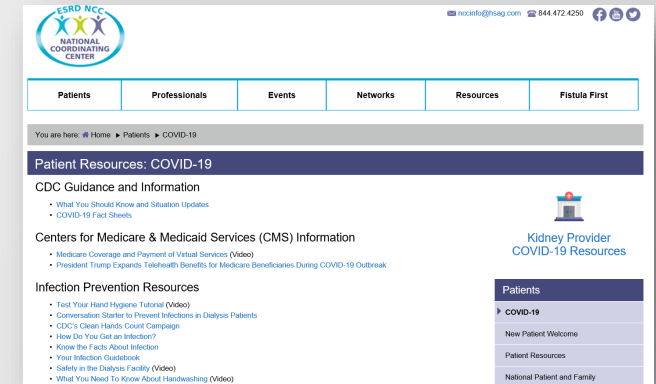 ESRD NCC
NATIONAL
COORDINATING
CENTER
nccinfo@hsag.com 844.472.4250
Patients Professionals Events Networks Resources Fistula First
You are here: Home ▶ Patients ▶ COVID-19
Patient Resources: COVID-19
CDC Guidance and Information
• What You Should Know and Situation Updates
• COVID-19 Fact Sheets
Centers for Medicare & Medicaid Services (CMS) Information
• Medicare Coverage and Payment of Virtual Services (Video)
• President Trump Expands Telehealth Benefits for Medicare Beneficiaries During COVID-19 Outbreak
Infection Prevention Resources
• Test Your Hand Hygiene Tutorial (Video)
• Conversation Starter to Prevent Infections in Dialysis Patients
• CDC's Clean Hands Count Campaign
• How Do You Get an Infection?
• Know the Facts About Infection
• Your Infection Guidebook
• Safety in the Dialysis Facility (Video)
• What You Need To Know About Handwashing (Video)
Kidney Provider
COVID-19 Resources
Patients
COVID-19
New Patient Welcome
Patient Resources
National Patient and Family